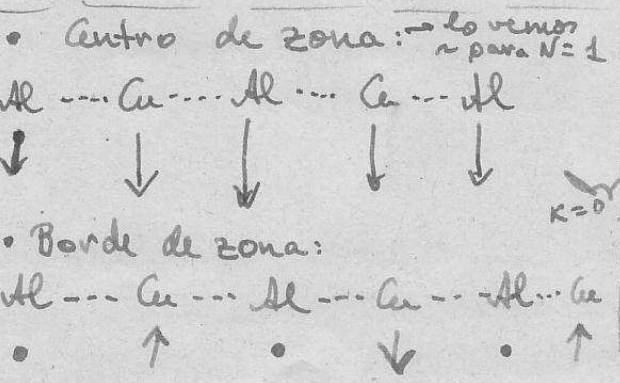 • Centro de zona: → lo vemos
~ para N=1
Al ---- Cu ---- Al ---- Cu --- Al
K=0
• Borde de zona:
Al --- Cu --- Al --- Cu -- -Al-- Cu